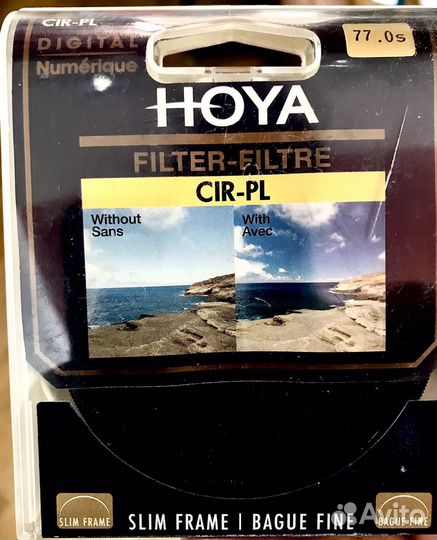 CIR-PL
DIGITAL
Numérique
77.0s
HOYA
FILTER-FILTRE
CIR-PL
Without
Sans
With
Avec
SLIM FRAME
SLIM FRAME | BAGUE FINE
BAGUE FINE
Avito